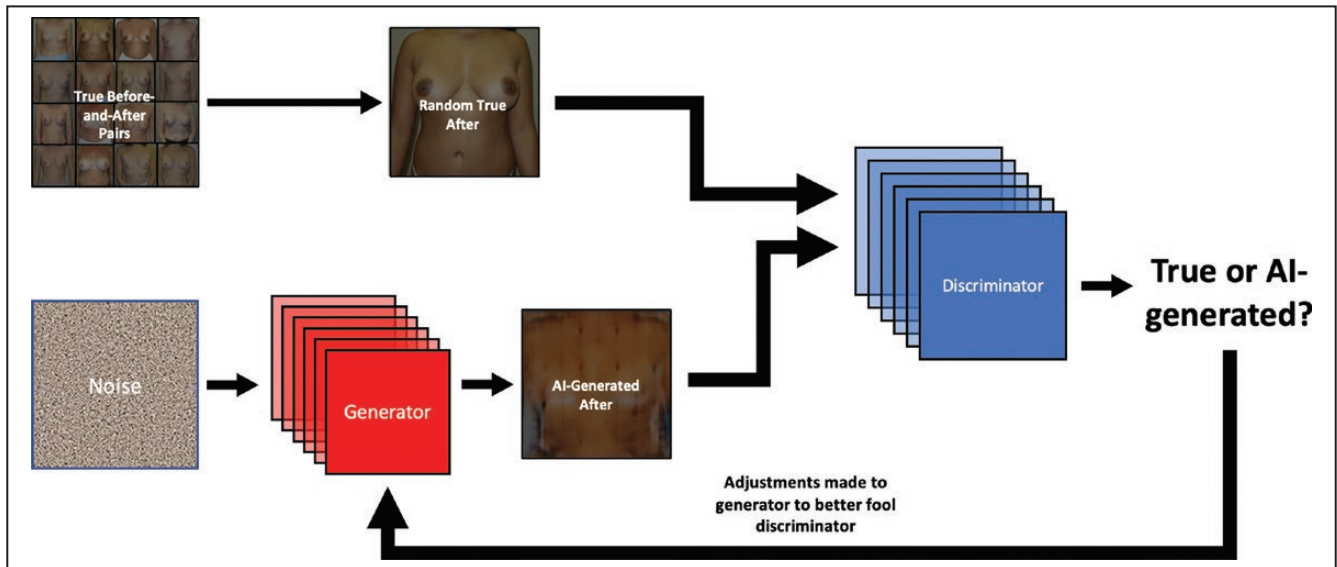 True Before-
and-After
Pairs
Random True
After
Discriminator
True or AI-
generated?
Noise
Generator
AI-Generated
After
Adjustments made to
generator to better fool
discriminator